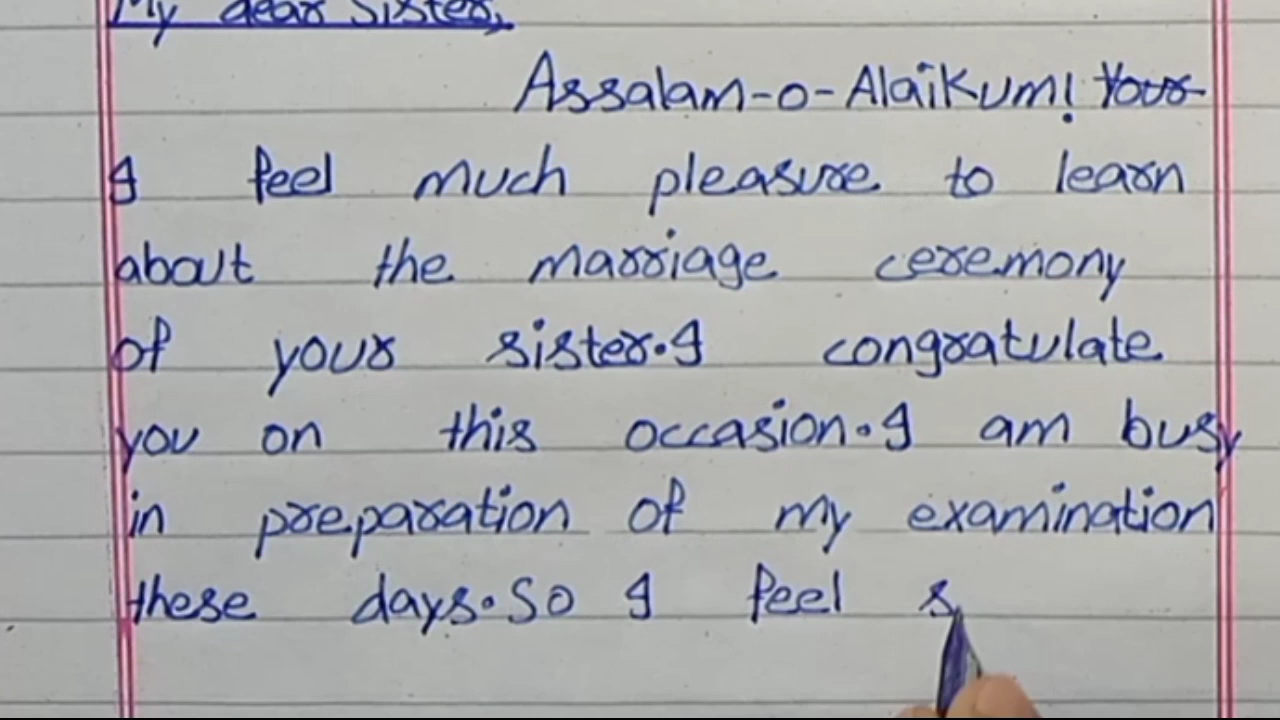 My dear Sister,
Assalam-o-Alaikum! Your
I feel much pleasure to learn
about the marriage ceremony
of your sister. I congratulate
you on this occasion. I am busy
in preparation of my examination
these days. So I feel s